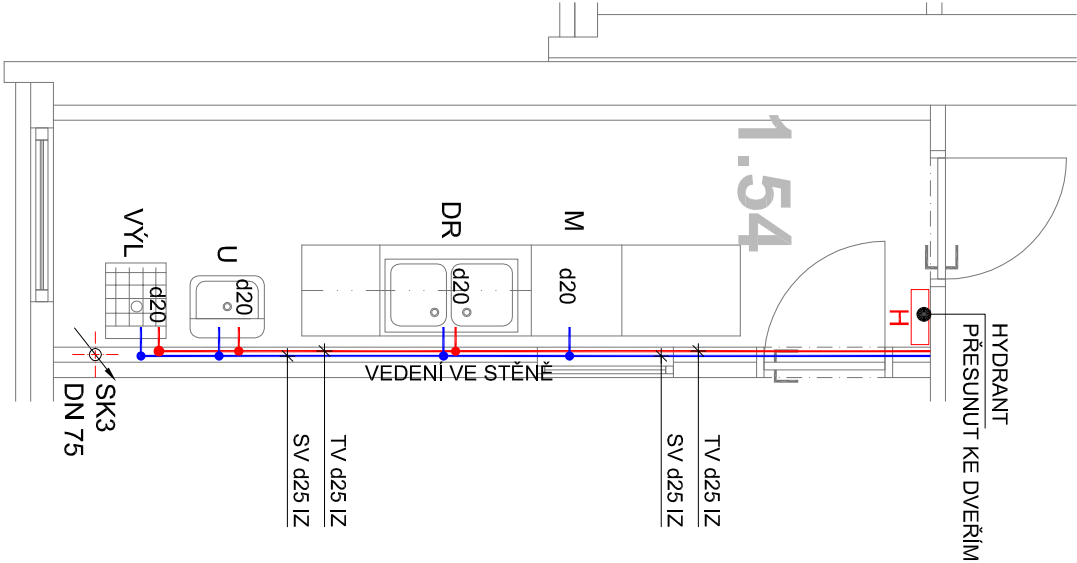 1.54
VÝL
U
DR
M
d20
d20
d20
d20
H
HYDRANT
PŘESUNUT KE DVEŘÍM
VEDENÍ VE STĚNĚ
SK3
DN 75
TV d25 IZ
SV d25 IZ
TV d25 IZ
SV d25 IZ